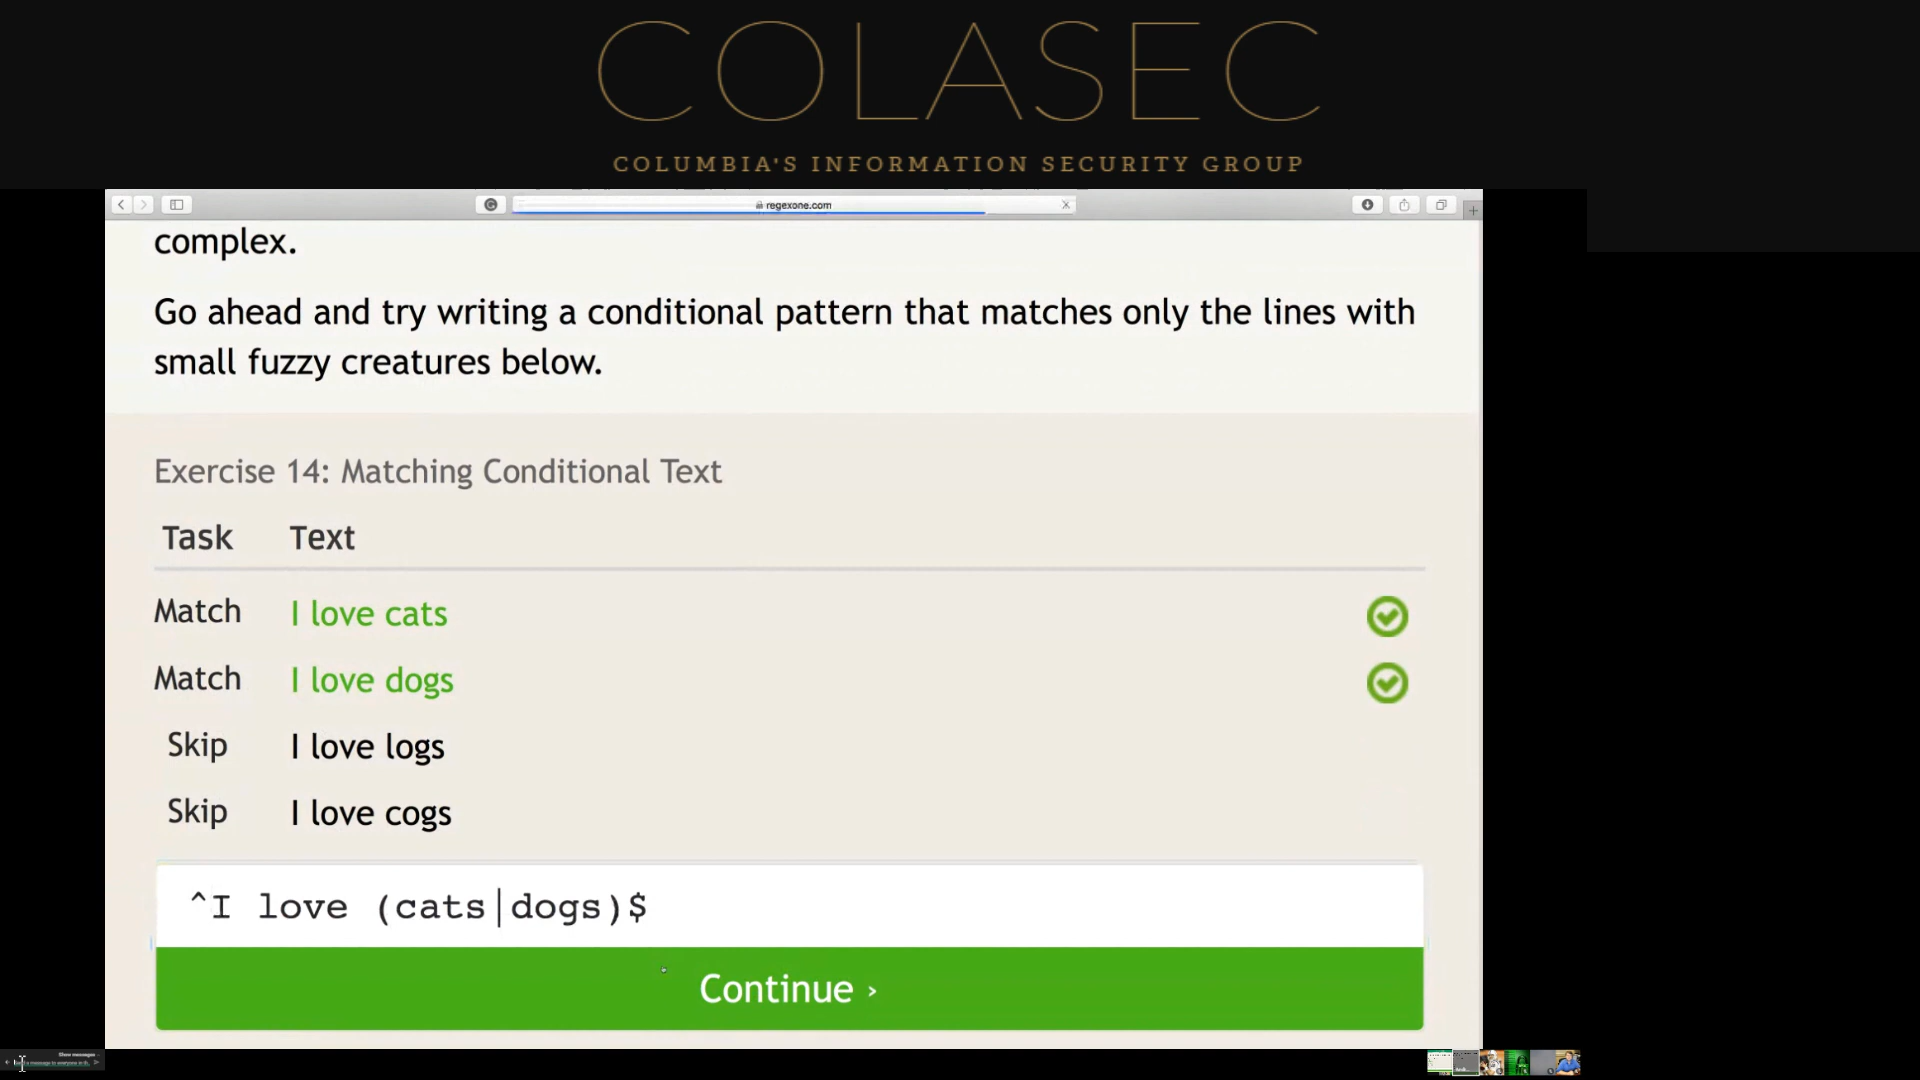 COLASEC
COLUMBIA'S INFORMATION SECURITY GROUP
regexone.com
complex.
Go ahead and try writing a conditional pattern that matches only the lines with
small fuzzy creatures below.
Exercise 14: Matching Conditional Text
Task Text
Match I love cats
Match I love dogs
Skip I love logs
Skip I love cogs
^I love (cats|dogs)$
Continue ›
Show messages